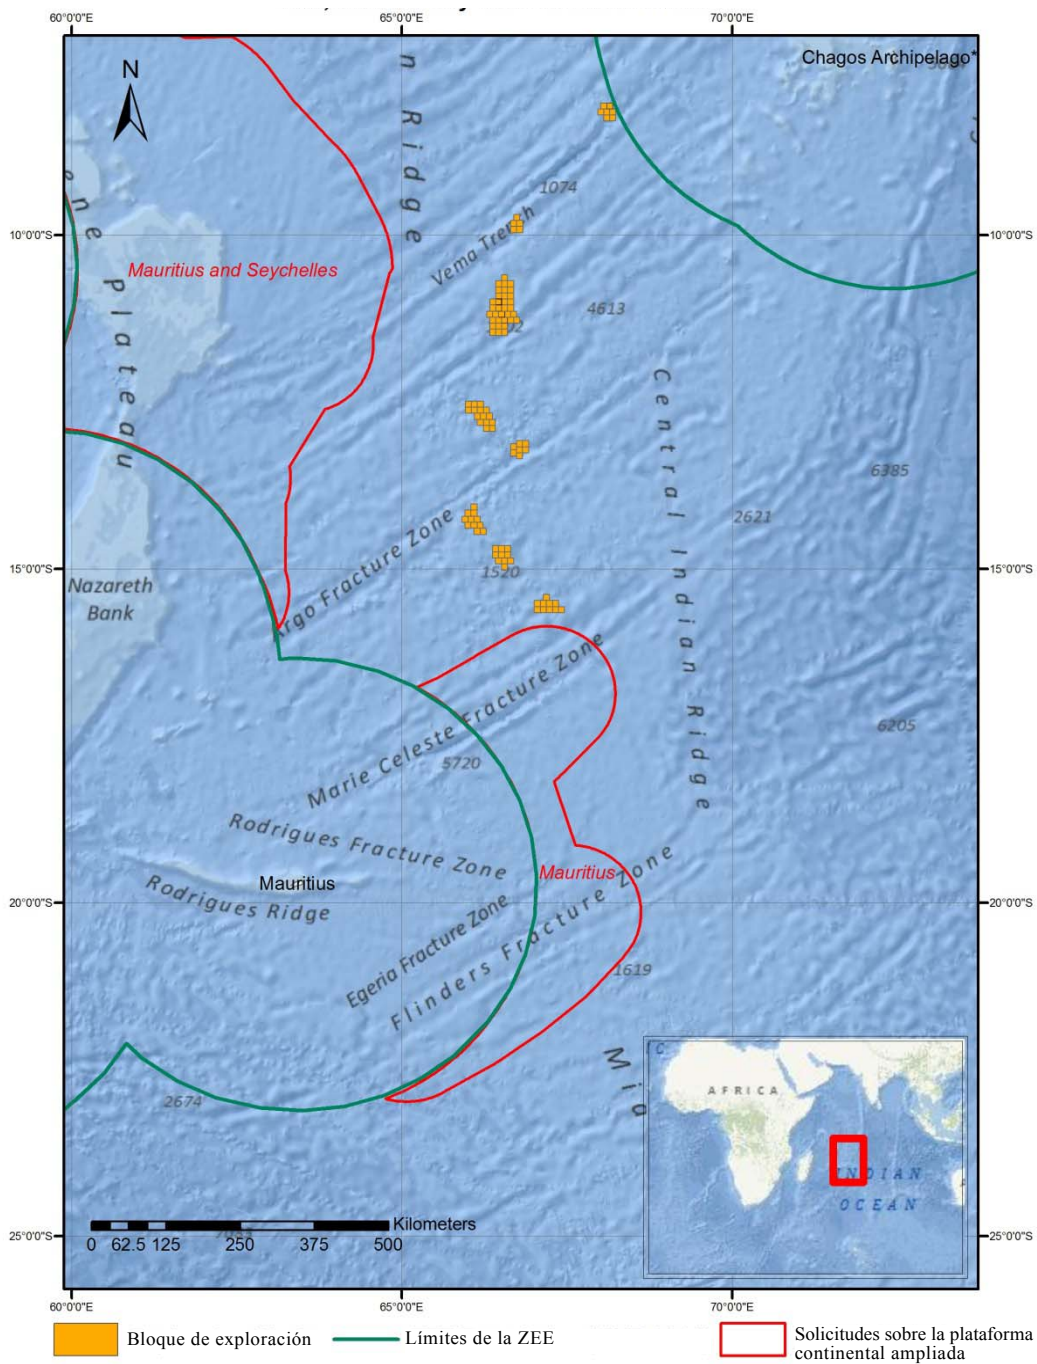 60°0'0"E 65°0'0"E 70°0'0"E
Chagos Archipelago*
N
n Ridge
1074
ene Plateau
Vema Trench
10°0'0"S 10°0'0"S
Mauritius and Seychelles
4613
Central Indian Ridge
6385
2621
Argo Fracture Zone
15°0'0"S 15°0'0"S
1520
Nazareth
Bank
Marie Celeste Fracture Zone
6205
5720
Rodrigues Fracture Zone
Mauritius
Mauritius
Rodrigues Ridge
20°0'0"S 20°0'0"S
Egeria Fracture Zone
Flinders Fracture Zone
1619
Mid
2674
AFRICA
INDIAN
OCEAN
Kilometers
0 62.5 125 250 375 500
25°0'0"S 25°0'0"S
60°0'0"E 65°0'0"E 70°0'0"E
Bloque de exploración
Límites de la ZEE
Solicitudes sobre la plataforma
continental ampliada